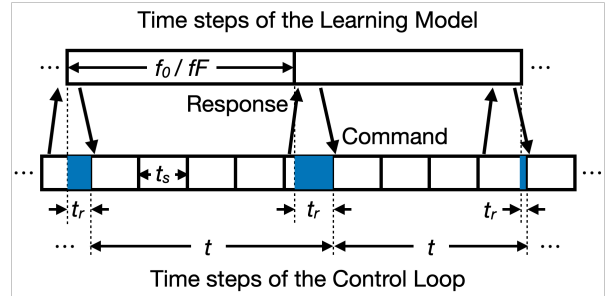 Time steps of the Learning Model
··· f₀ / fF ···
Response
Command
··· tₛ ···
tᵣ tᵣ tᵣ
··· t t ···
Time steps of the Control Loop